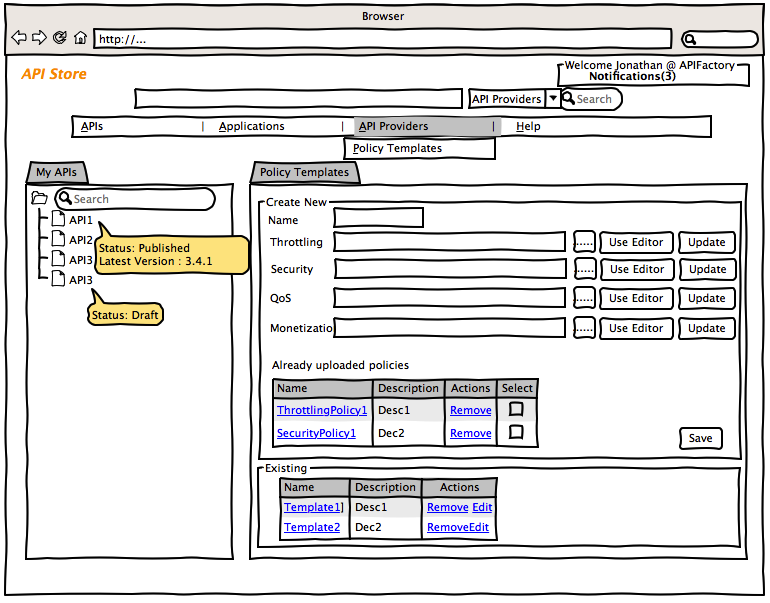 Browser
http://...
API Store
Welcome Jonathan @ APIFactory
Notifications(3)
API Providers
Search
APIs | Applications | API Providers | Help
Policy Templates
My APIs
Search
API1
API2
API3
API3
Status: Published
Latest Version : 3.4.1
Status: Draft
Policy Templates
Create New
Name
Throttling ...... Use Editor Update
Security ...... Use Editor Update
QoS ...... Use Editor Update
Monetizatio ...... Use Editor Update
Already uploaded policies
Name Description Actions Select
ThrottlingPolicy1 Desc1 Remove
SecurityPolicy1 Dec2 Remove
Save
Existing
Name Description Actions
Template1] Desc1 Remove Edit
Template2 Dec2 RemoveEdit